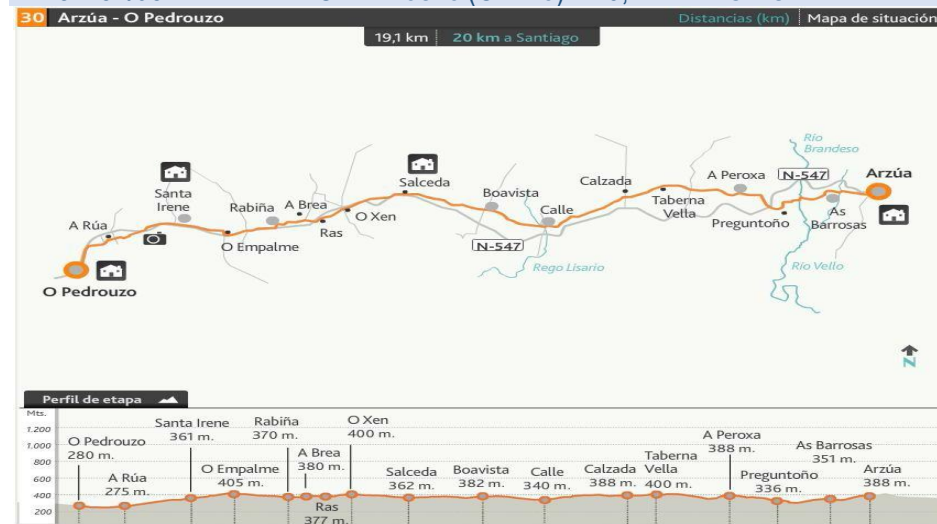 30 Arzúa - O Pedrouzo
Distancias (km) Mapa de situación
19,1 km 20 km a Santiago
Río
Brandeso
Arzúa
N-547
A Peroxa
Salceda
Calzada
Santa
Irene
Boavista
Taberna
Vella
Rabiña
A Brea
O Xen
Calle
Preguntoño
As
Barrosas
A Rúa
Ras
O Empalme
N-547
Rego Lisario
Río Vello
O Pedrouzo
N
Perfil de etapa
Mts.
1.200
1.000
800
600
400
200
O Pedrouzo
280 m.
A Rúa
275 m.
Santa Irene
361 m.
O Empalme
405 m.
Rabiña
370 m.
A Brea
380 m.
Ras
377 m.
O Xen
400 m.
Salceda
362 m.
Boavista
382 m.
Calle
340 m.
Calzada
388 m.
Taberna
Vella
400 m.
A Peroxa
388 m.
Preguntoño
336 m.
As Barrosas
351 m.
Arzúa
388 m.